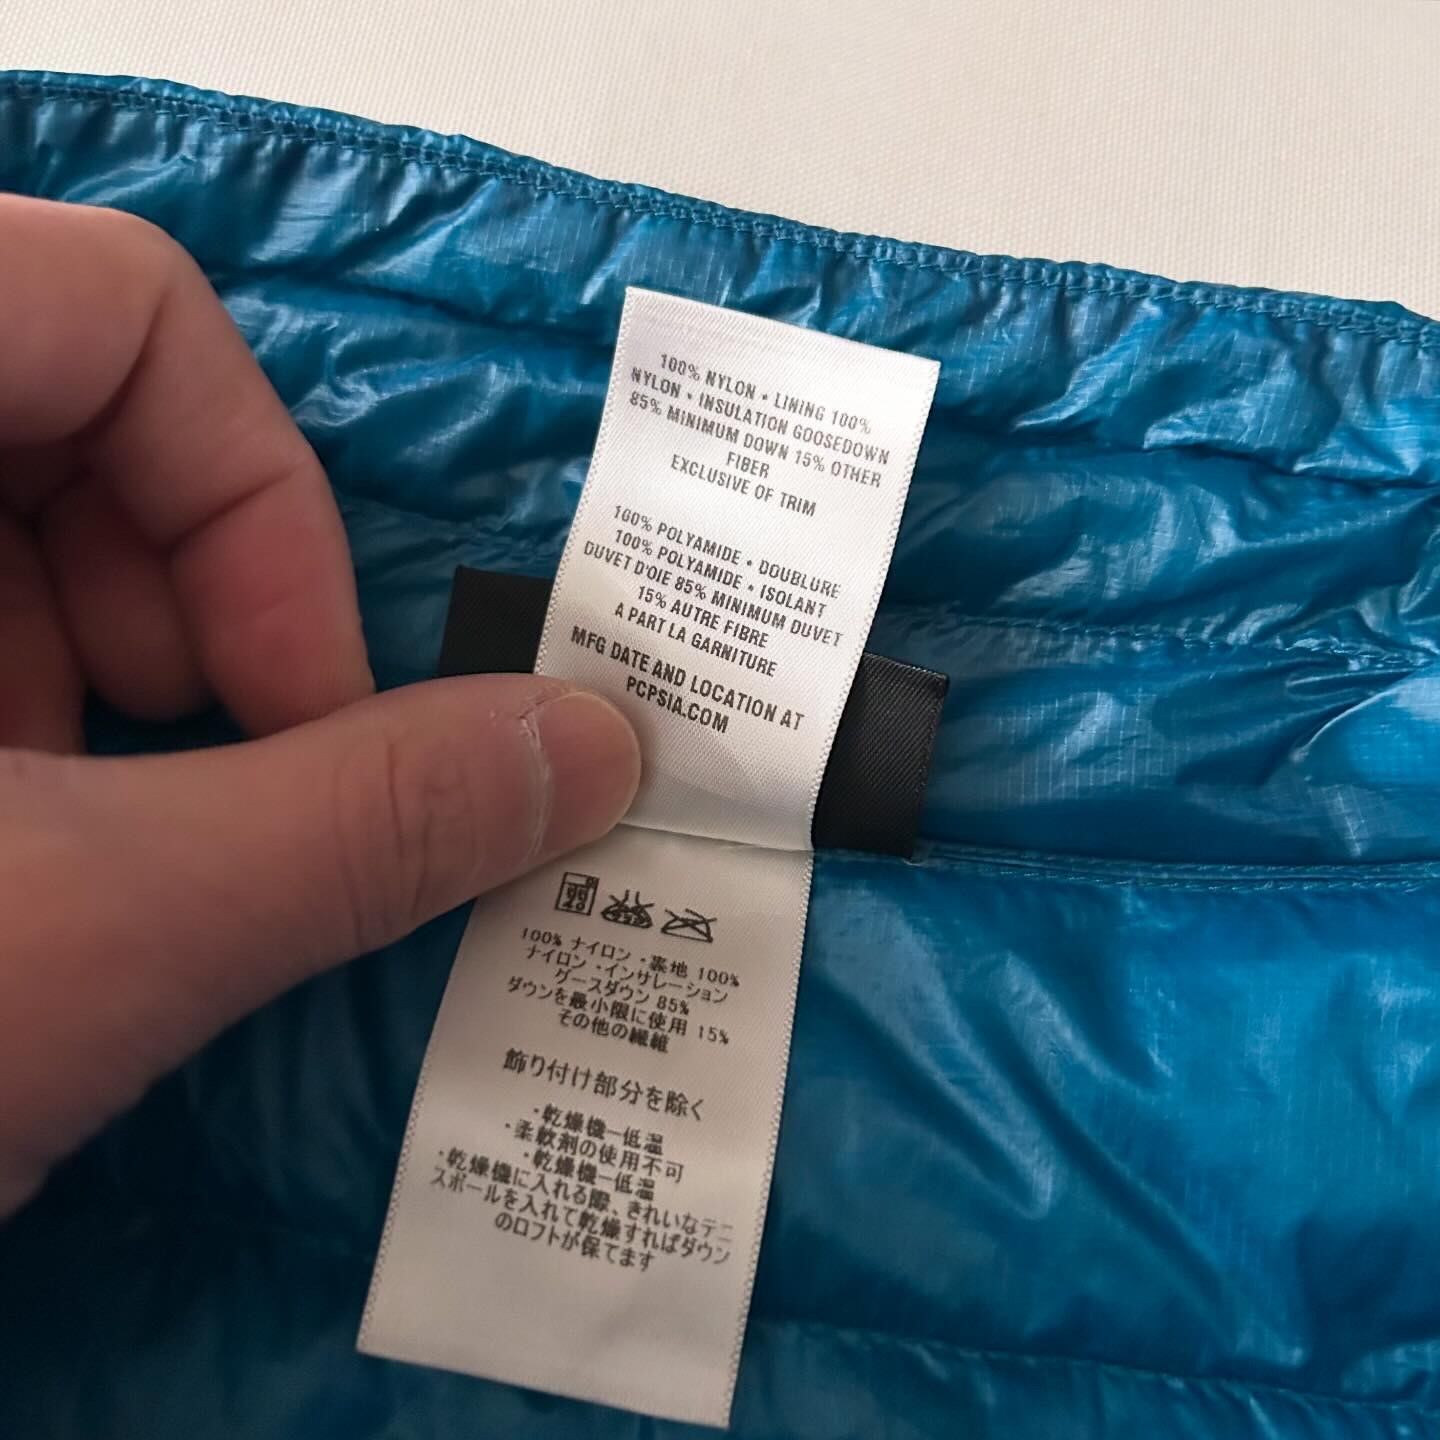 100% NYLON • LINING 100%
NYLON • INSULATION GOOSEDOWN
85% MINIMUM DOWN 15% OTHER
FIBER
EXCLUSIVE OF TRIM
100% POLYAMIDE • DOUBLURE
100% POLYAMIDE • ISOLANT
DUVET D'OIE 85% MINIMUM DUVET
15% AUTRE FIBRE
A PART LA GARNITURE
MFG DATE AND LOCATION AT
PCPSIA.COM
40
100% ナイロン・裏地 100%
ナイロン・インサレーション
グースダウン 85%
ダウンを最小限に使用 15%
その他の繊維
飾り付け部分を除く
・乾燥機ー低温
・柔軟剤の使用不可
・乾燥機ー低温
・乾燥機に入れる際、きれいなテニ
スボールを入れて乾燥すればダウン
のロフトが保てます